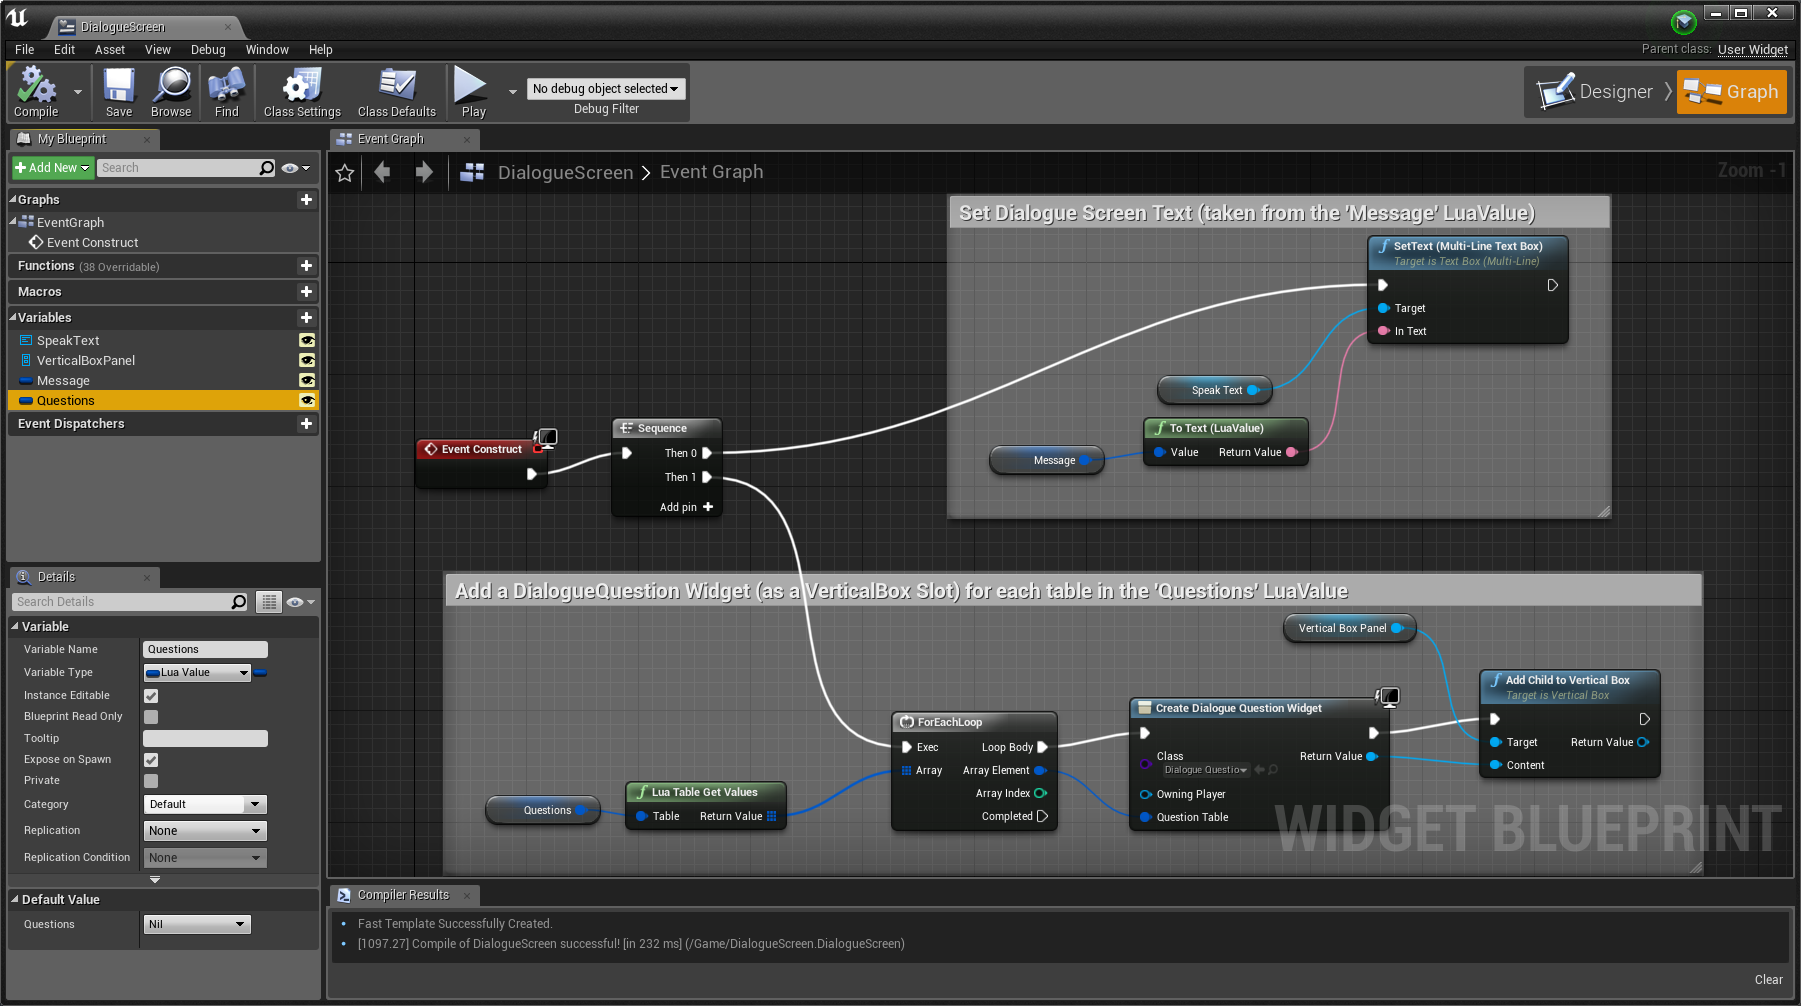 DialogueScreen
File Edit Asset View Debug Window Help
Parent class: User Widget
Compile
Save
Browse
Find
Class Settings
Class Defaults
Play
No debug object selected
Debug Filter
Designer
Graph
My Blueprint
Add New
Search
Graphs
EventGraph
Event Construct
Functions (38 Overridable)
Macros
Variables
SpeakText
VerticalBoxPanel
Message
Questions
Event Dispatchers
Details
Search Details
Variable
Variable Name Questions
Variable Type Lua Value
Instance Editable
Blueprint Read Only
Tooltip
Expose on Spawn
Private
Category Default
Replication None
Replication Condition None
Default Value
Questions Nil
Event Graph
DialogueScreen > Event Graph
Zoom -1
Set Dialogue Screen Text (taken from the 'Message' LuaValue)
SetText (Multi-Line Text Box)
Target is Text Box (Multi-Line)
Target
In Text
Speak Text
To Text (LuaValue)
Value Return Value
Message
Event Construct
Sequence
Then 0
Then 1
Add pin
Add a DialogueQuestion Widget (as a VerticalBox Slot) for each table in the 'Questions' LuaValue
Vertical Box Panel
Add Child to Vertical Box
Target is Vertical Box
Target Return Value
Content
Create Dialogue Question Widget
Class Return Value
Dialogue Questio
Owning Player
Question Table
ForEachLoop
Exec Loop Body
Array Array Element
Array Index
Completed
Lua Table Get Values
Table Return Value
Questions
WIDGET BLUEPRINT
Compiler Results
Fast Template Successfully Created.
[1097.27] Compile of DialogueScreen successful! [in 232 ms] (/Game/DialogueScreen.DialogueScreen)
Clear